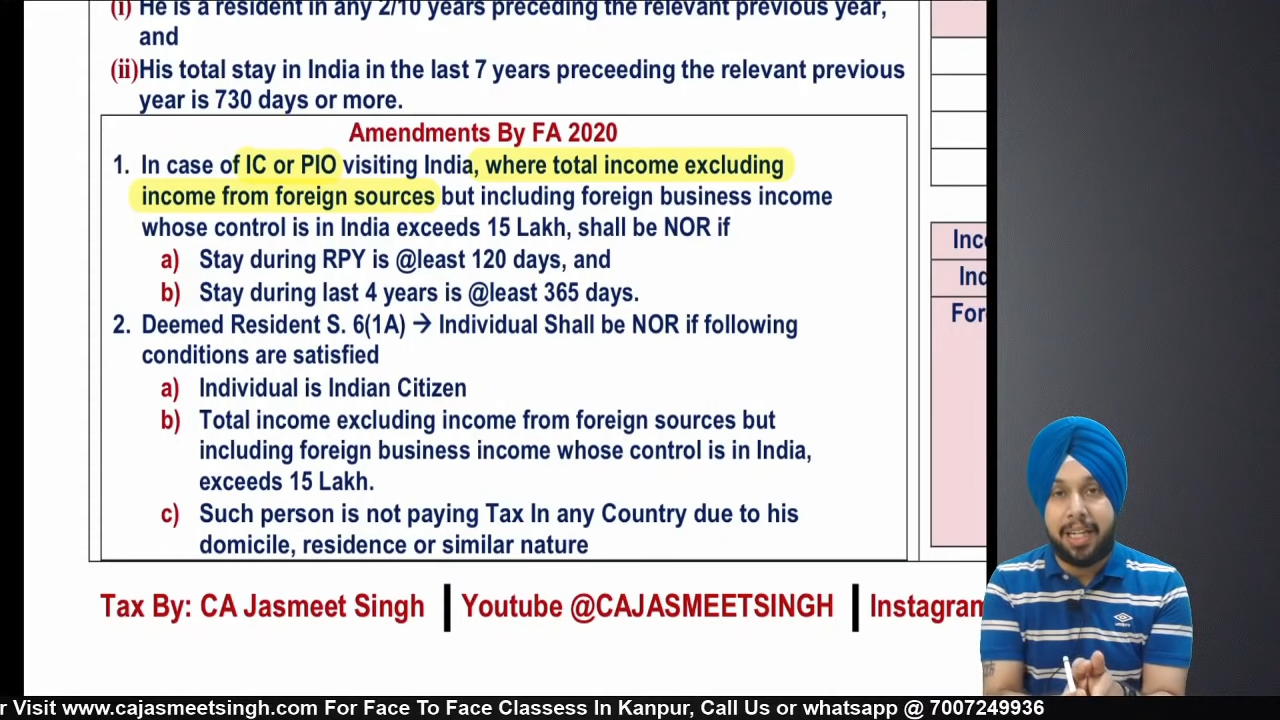 (i) He is a resident in any 2/10 years preceding the relevant previous year,
and
(ii)His total stay in India in the last 7 years preceeding the relevant previous
year is 730 days or more.
Amendments By FA 2020
1. In case of IC or PIO visiting India, where total income excluding
income from foreign sources but including foreign business income
whose control is in India exceeds 15 Lakh, shall be NOR if
a) Stay during RPY is @least 120 days, and
b) Stay during last 4 years is @least 365 days.
2. Deemed Resident S. 6(1A) → Individual Shall be NOR if following
conditions are satisfied
a) Individual is Indian Citizen
b) Total income excluding income from foreign sources but
including foreign business income whose control is in India,
exceeds 15 Lakh.
c) Such person is not paying Tax In any Country due to his
domicile, residence or similar nature
Ind
For
Tax By: CA Jasmeet Singh | Youtube @CAJASMEETSINGH | Instagram
umbro
r Visit www.cajasmeetsingh.com For Face To Face Classess In Kanpur, Call Us or whatsapp @ 7007249936